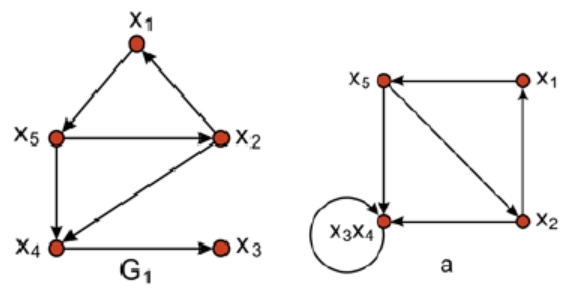 x₁
x₅
x₂
x₄
x₃
G₁
x₅
x₁
x₃x₄
x₂
a